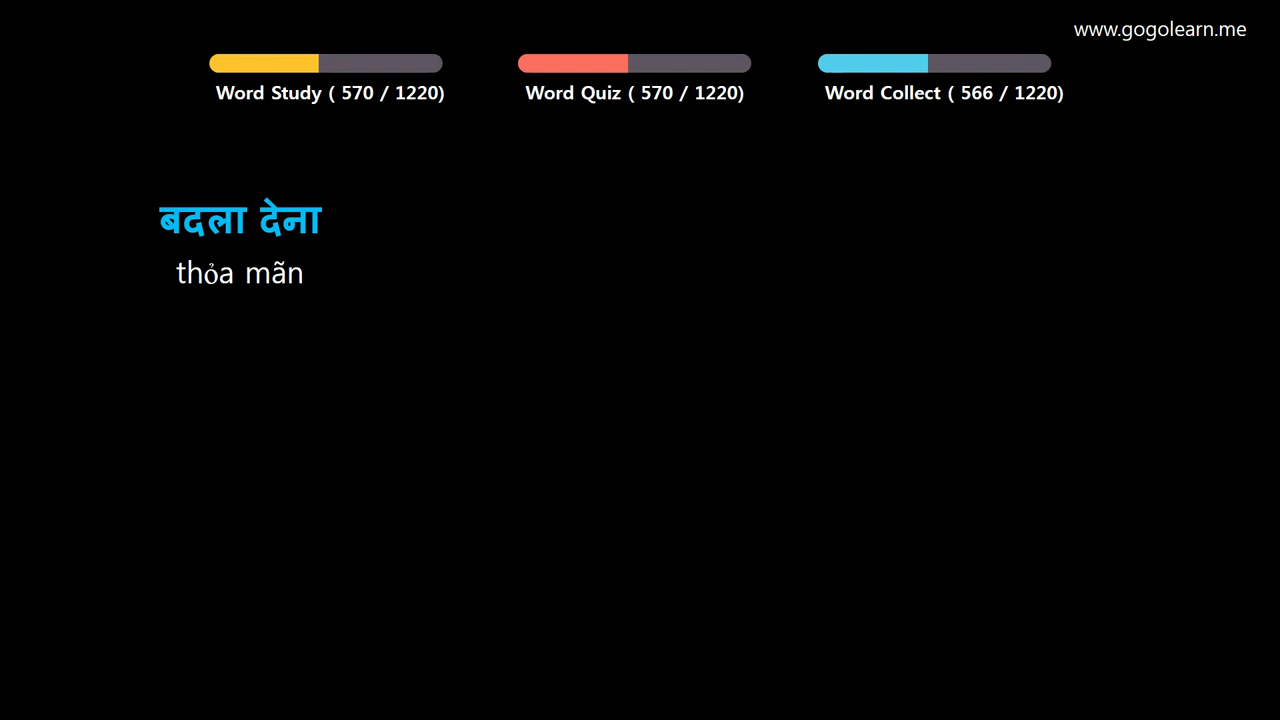 www.gogolearn.me
Word Study ( 570 / 1220)
Word Quiz ( 570 / 1220)
Word Collect ( 566 / 1220)
बदला देना
thỏa mãn